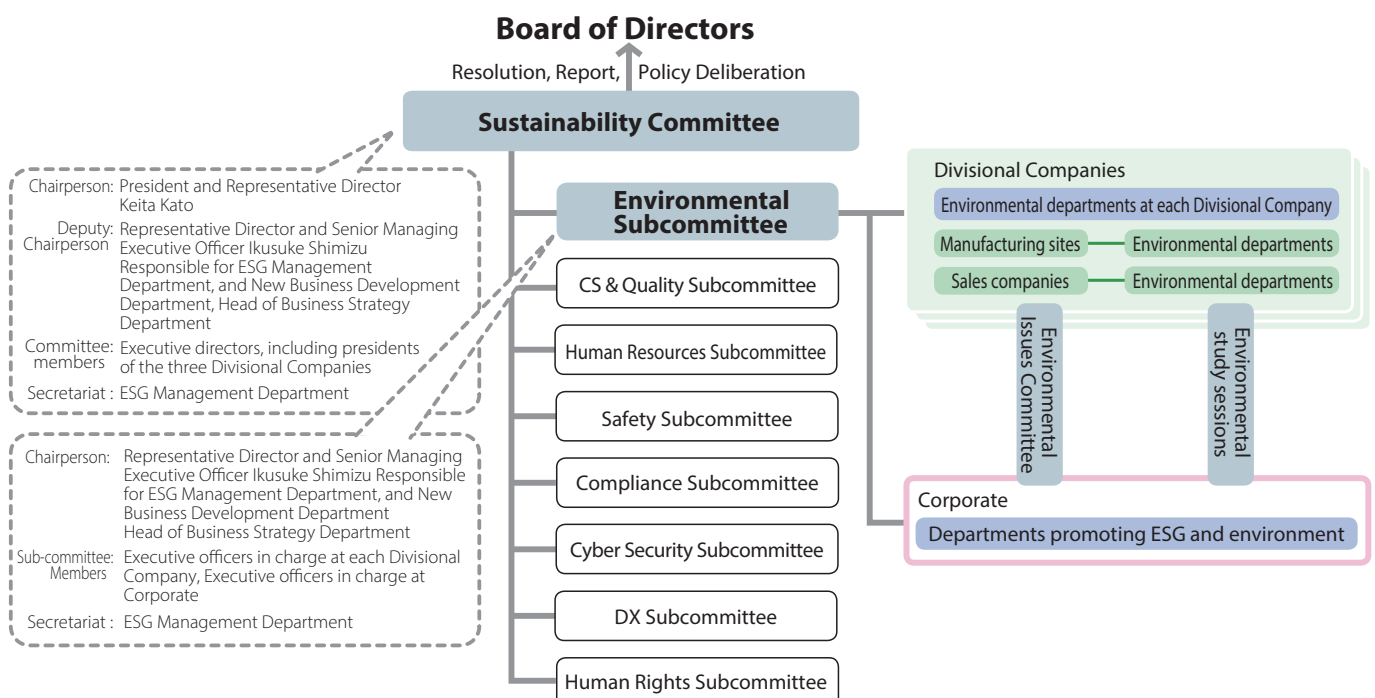 Board of Directors
Resolution, Report, Policy Deliberation
Sustainability Committee
Chairperson: President and Representative Director
Keita Kato
Deputy: Representative Director and Senior Managing
Chairperson Executive Officer Ikusuke Shimizu
Responsible for ESG Management
Department, and New Business Development
Department, Head of Business Strategy
Department
Committee: Executive directors, including presidents
members of the three Divisional Companies
Secretariat : ESG Management Department
Chairperson: Representative Director and Senior Managing
Executive Officer Ikusuke Shimizu Responsible
for ESG Management Department, and New
Business Development Department
Head of Business Strategy Department
Sub-committee: Executive officers in charge at each Divisional
Members Company, Executive officers in charge at
Corporate
Secretariat : ESG Management Department
Environmental
Subcommittee
CS & Quality Subcommittee
Human Resources Subcommittee
Safety Subcommittee
Compliance Subcommittee
Cyber Security Subcommittee
DX Subcommittee
Human Rights Subcommittee
Divisional Companies
Environmental departments at each Divisional Company
Manufacturing sites Environmental departments
Sales companies Environmental departments
Environmental
Issues Committee
Environmental
study sessions
Corporate
Departments promoting ESG and environment